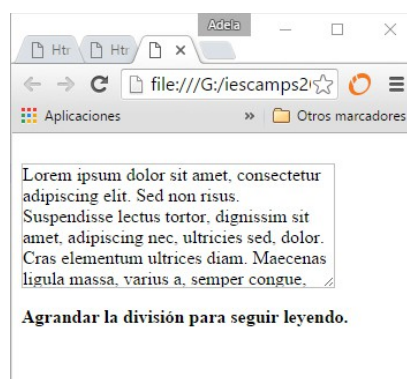 Adela
Htr
Htr
file:///G:/iescamps2
Aplicaciones
»
Otros marcadores
Lorem ipsum dolor sit amet, consectetur
adipiscing elit. Sed non risus.
Suspendisse lectus tortor, dignissim sit
amet, adipiscing nec, ultricies sed, dolor.
Cras elementum ultrices diam. Maecenas
ligula massa, varius a, semper congue,
Agrandar la división para seguir leyendo.